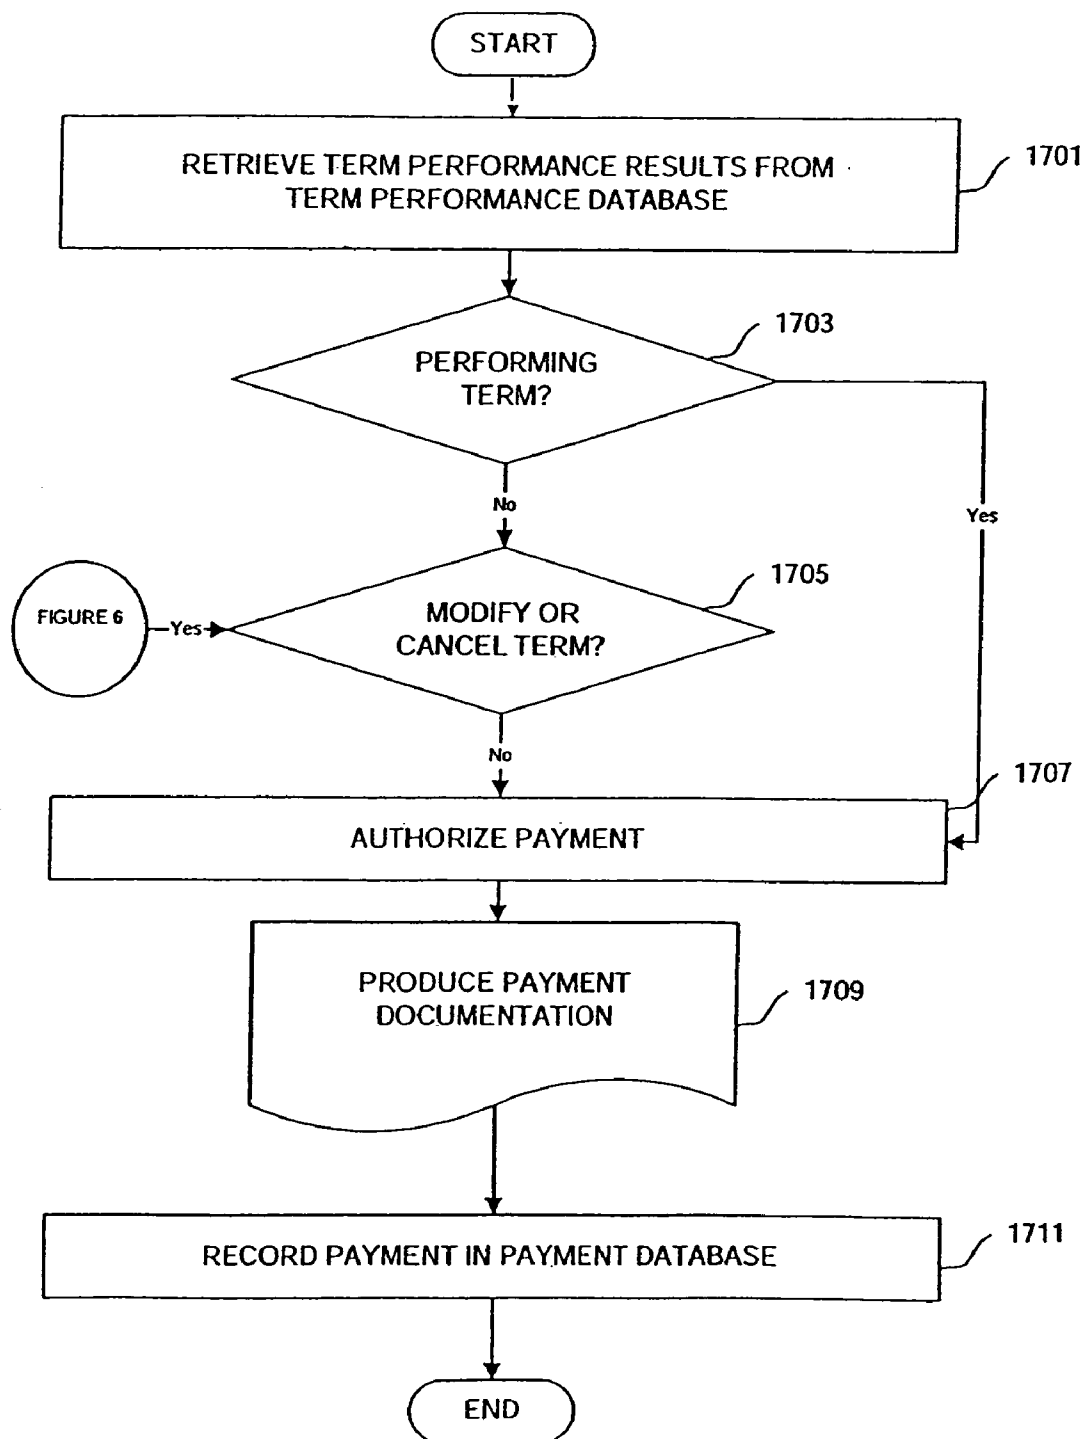 START
RETRIEVE TERM PERFORMANCE RESULTS FROM
TERM PERFORMANCE DATABASE
1701
PERFORMING
TERM?
1703
No
Yes
FIGURE 6
Yes
MODIFY OR
CANCEL TERM?
1705
No
1707
AUTHORIZE PAYMENT
PRODUCE PAYMENT
DOCUMENTATION
1709
RECORD PAYMENT IN PAYMENT DATABASE
1711
END